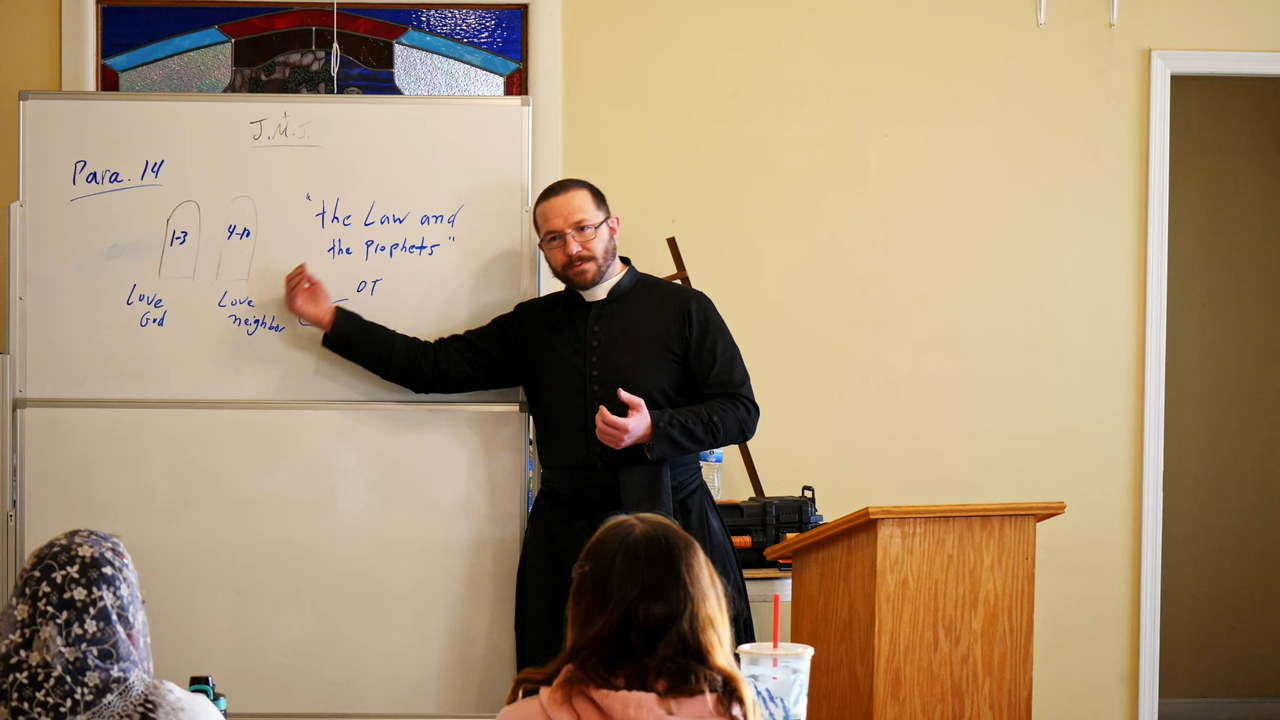 J.M.J.
Para. 14
1-3
4-10
"the Law and
the Prophets"
Love
God
Love
neighbor
OT